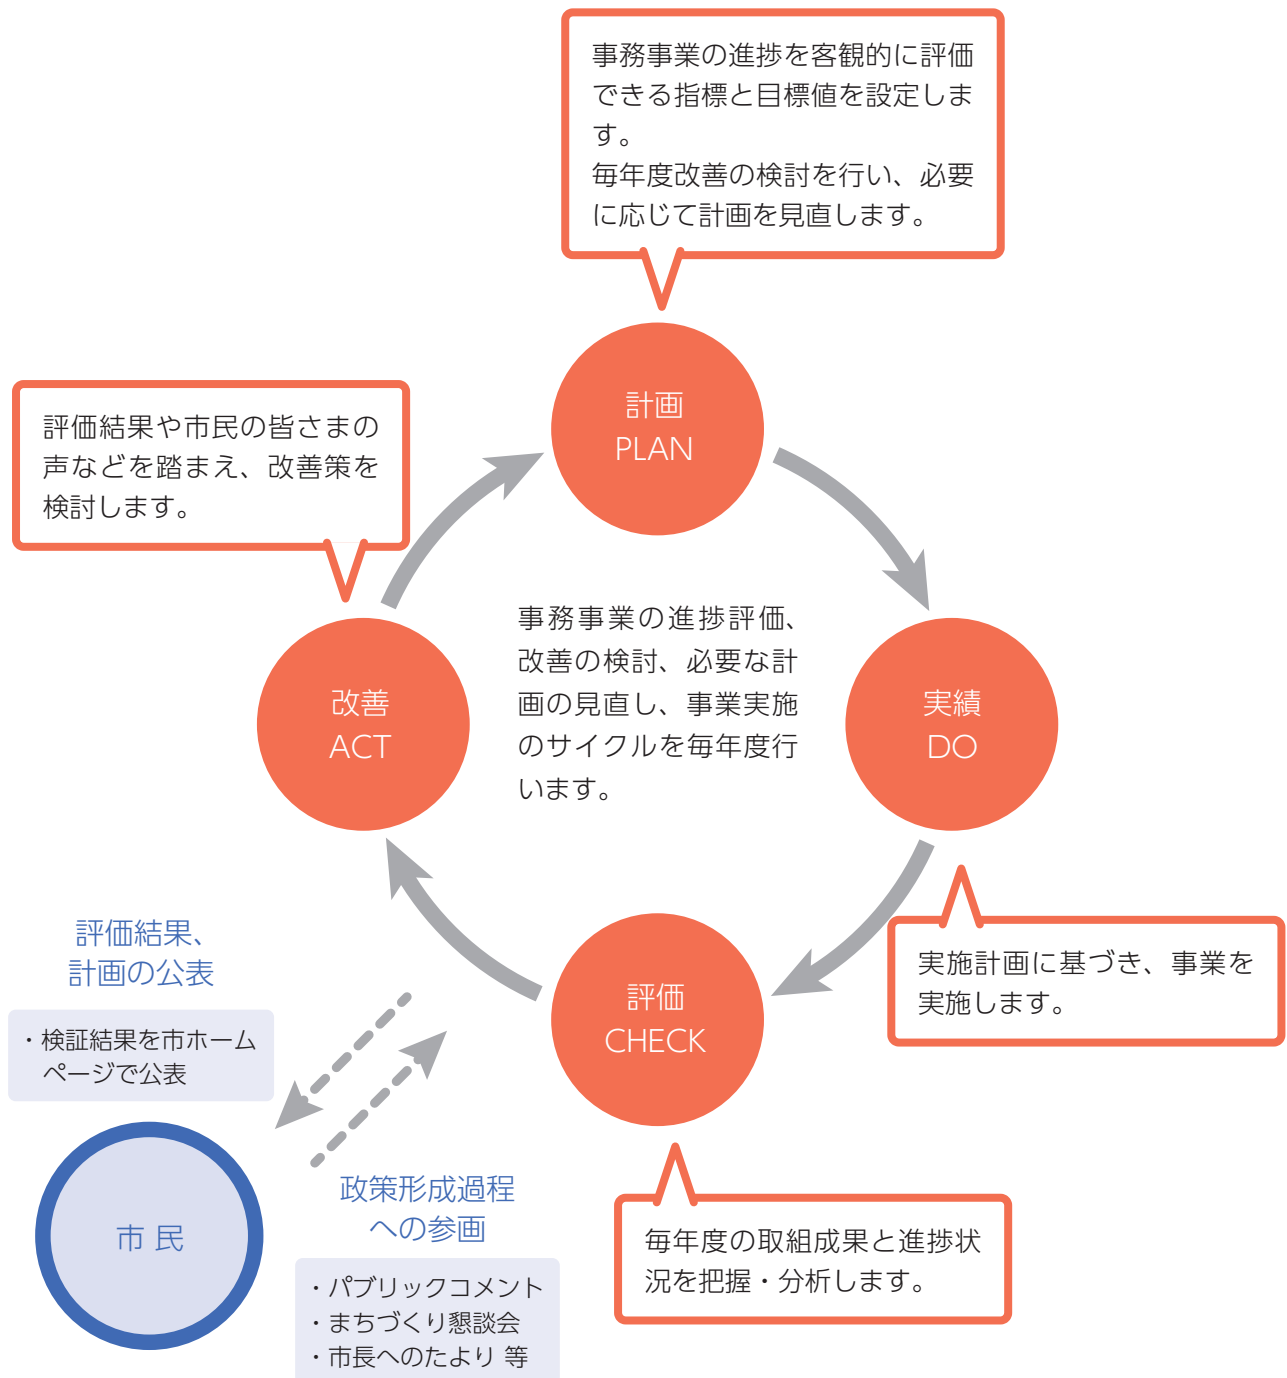 事務事業の進捗を客観的に評価
できる指標と目標値を設定しま
す。
毎年度改善の検討を行い、必要
に応じて計画を見直します。
計画
PLAN
評価結果や市民の皆さまの
声などを踏まえ、改善策を
検討します。
事務事業の進捗評価、
改善の検討、必要な計
画の見直し、事業実施
のサイクルを毎年度行
います。
改善
ACT
実績
DO
実施計画に基づき、事業を
実施します。
評価
CHECK
毎年度の取組成果と進捗状
況を把握・分析します。
評価結果、
計画の公表
・検証結果を市ホーム
ページで公表
市 民
政策形成過程
への参画
・パブリックコメント
・まちづくり懇談会
・市長へのたより 等